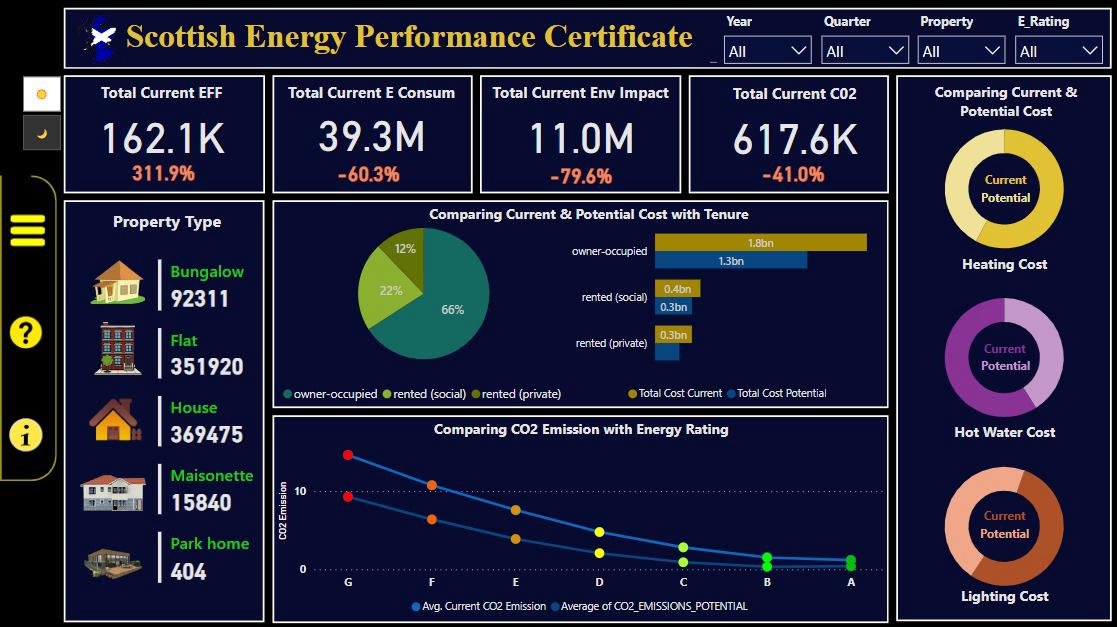 Scottish Energy Performance Certificate
Year
Quarter
Property
E_Rating
All
All
All
All
Total Current EFF
162.1K
311.9%
Total Current E Consum
39.3M
-60.3%
Total Current Env Impact
11.0M
-79.6%
Total Current C02
617.6K
-41.0%
Comparing Current &
Potential Cost
Current
Potential
Heating Cost
Current
Potential
Hot Water Cost
Current
Potential
Lighting Cost
Property Type
Bungalow
92311
Flat
351920
House
369475
Maisonette
15840
Park home
404
Comparing Current & Potential Cost with Tenure
12%
22%
66%
owner-occupied
1.8bn
1.3bn
rented (social)
0.4bn
0.3bn
rented (private)
0.3bn
owner-occupied rented (social) rented (private)
Total Cost Current Total Cost Potential
Comparing CO2 Emission with Energy Rating
CO2 Emission
10
0
G F E D C B A
Avg. Current CO2 Emission Average of CO2_EMISSIONS_POTENTIAL
?
i